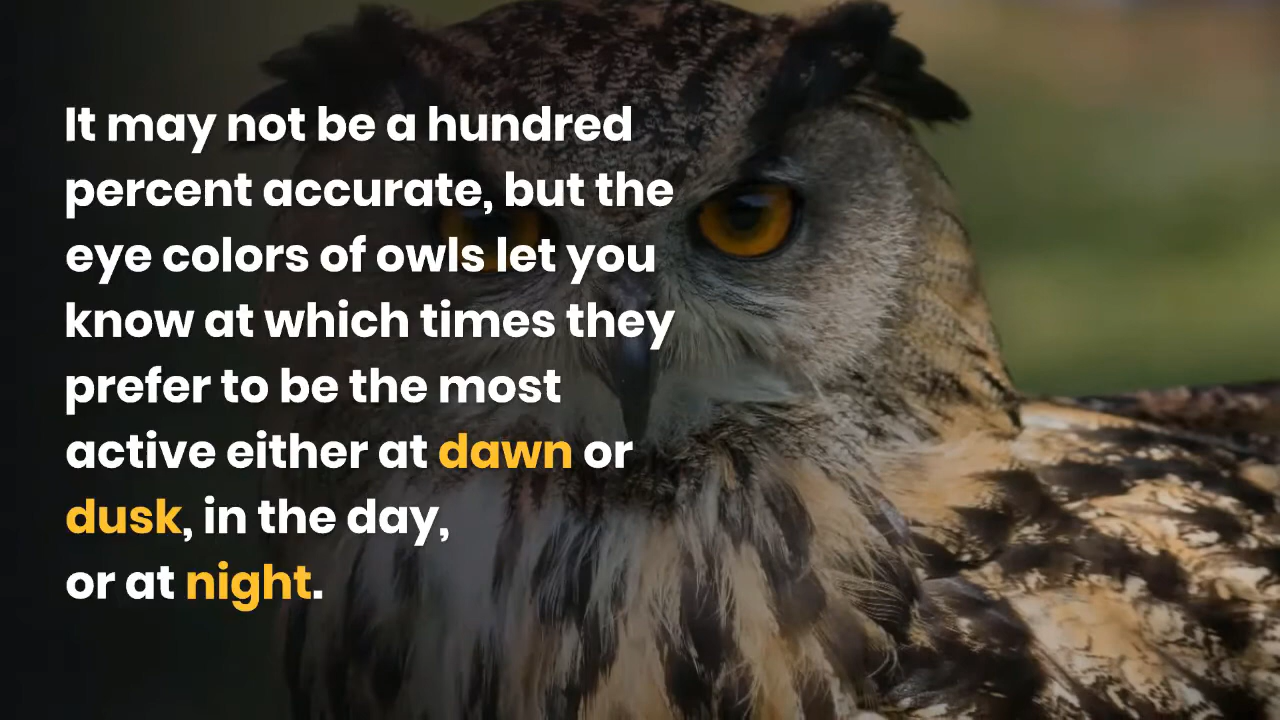 It may not be a hundred
percent accurate, but the
eye colors of owls let you
know at which times they
prefer to be the most
active either at dawn or
dusk, in the day,
or at night.